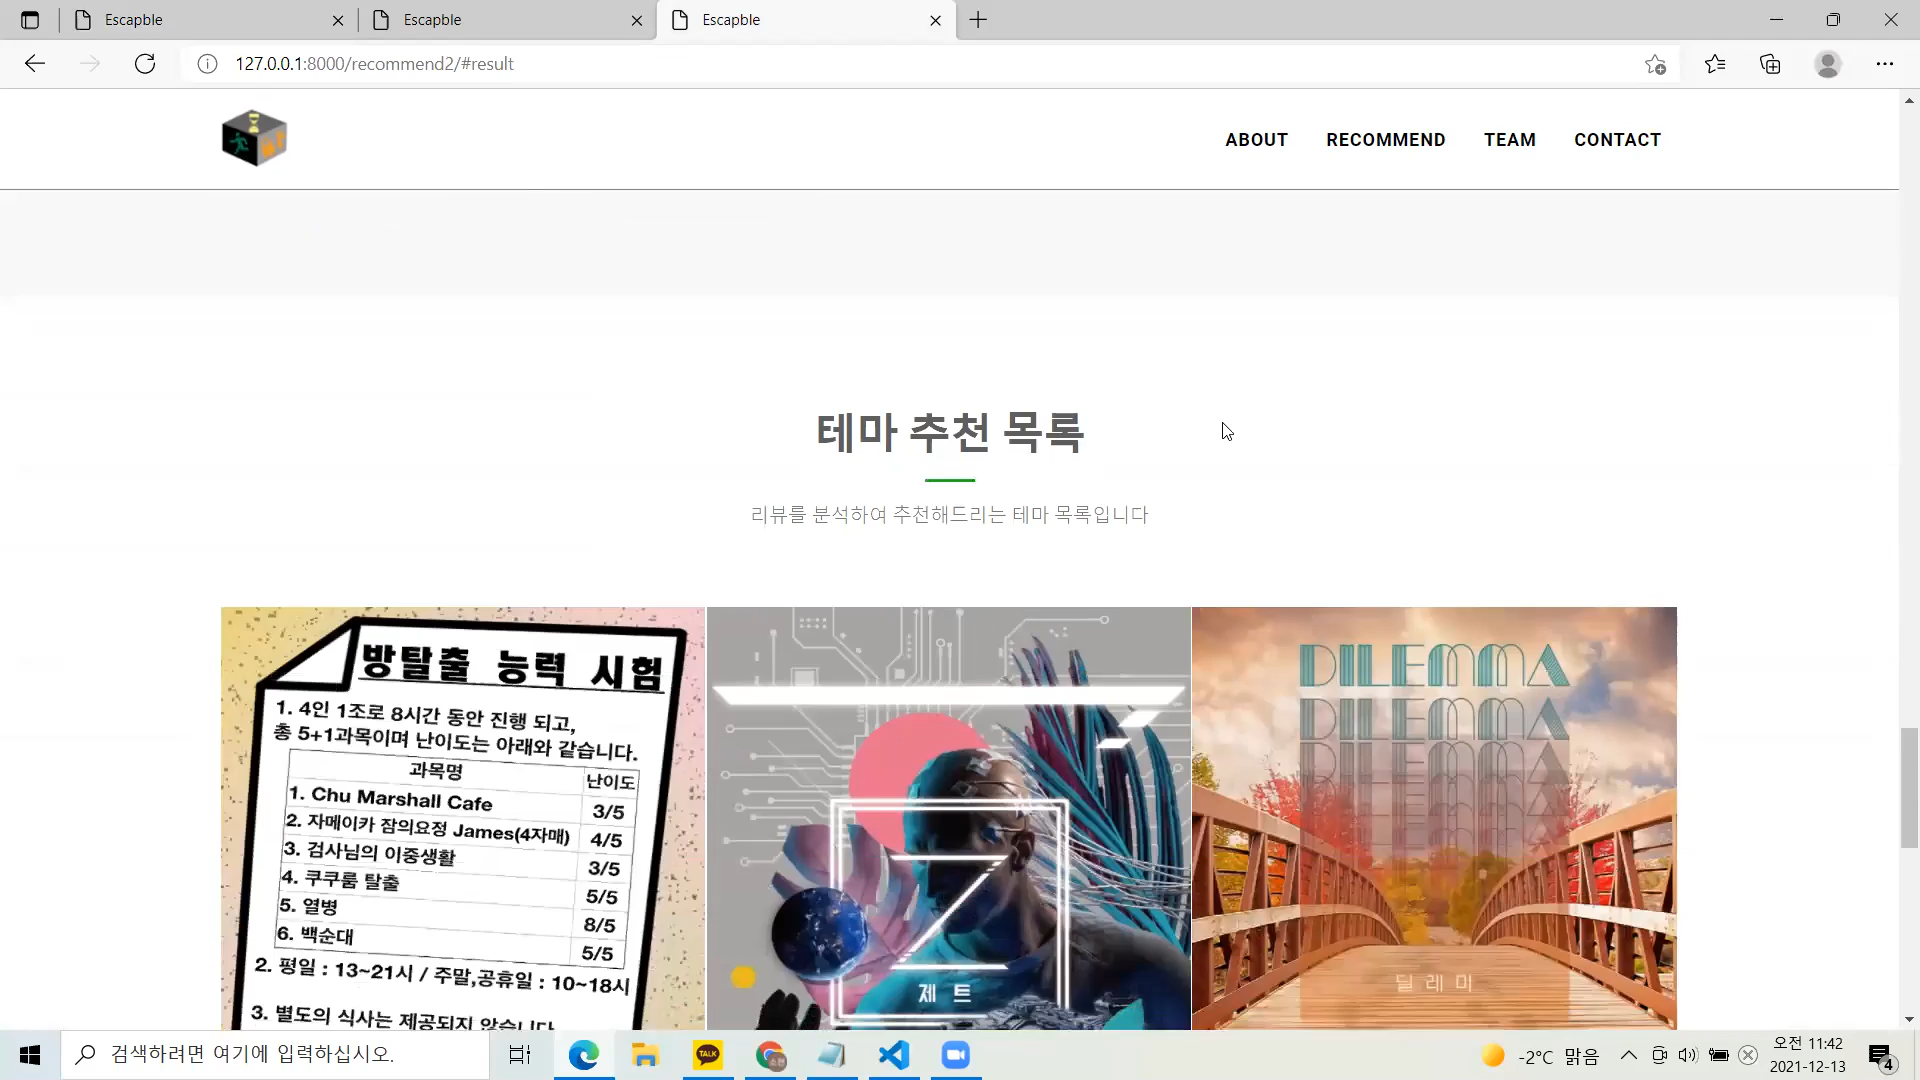 Escapble
Escapble
Escapble
127.0.0.1:8000/recommend2/#result
ABOUT
RECOMMEND
TEAM
CONTACT
테마 추천 목록
리뷰를 분석하여 추천해드리는 테마 목록입니다
방탈출 능력 시험
1. 4인 1조로 8시간 동안 진행 되고,
총 5+1과목이며 난이도는 아래와 같습니다.
과목명 난이도
1. Chu Marshall Cafe 3/5
2. 자메이카 잠의요정 James(4자매) 4/5
3. 검사님의 이중생활 3/5
4. 쿠쿠룸 탈출 5/5
5. 열병 8/5
6. 백순대 5/5
2. 평일 : 13~21시 / 주말,공휴일 : 10~18시
3. 별도의 식사는 제공되지 않습니다
Z
제 트
DILEMMA
DILEMMA
DILEMMA
DILEMMA
딜 레 마
검색하려면 여기에 입력하십시오.
TALK
-2°C 맑음
오전 11:42
2021-12-13
4